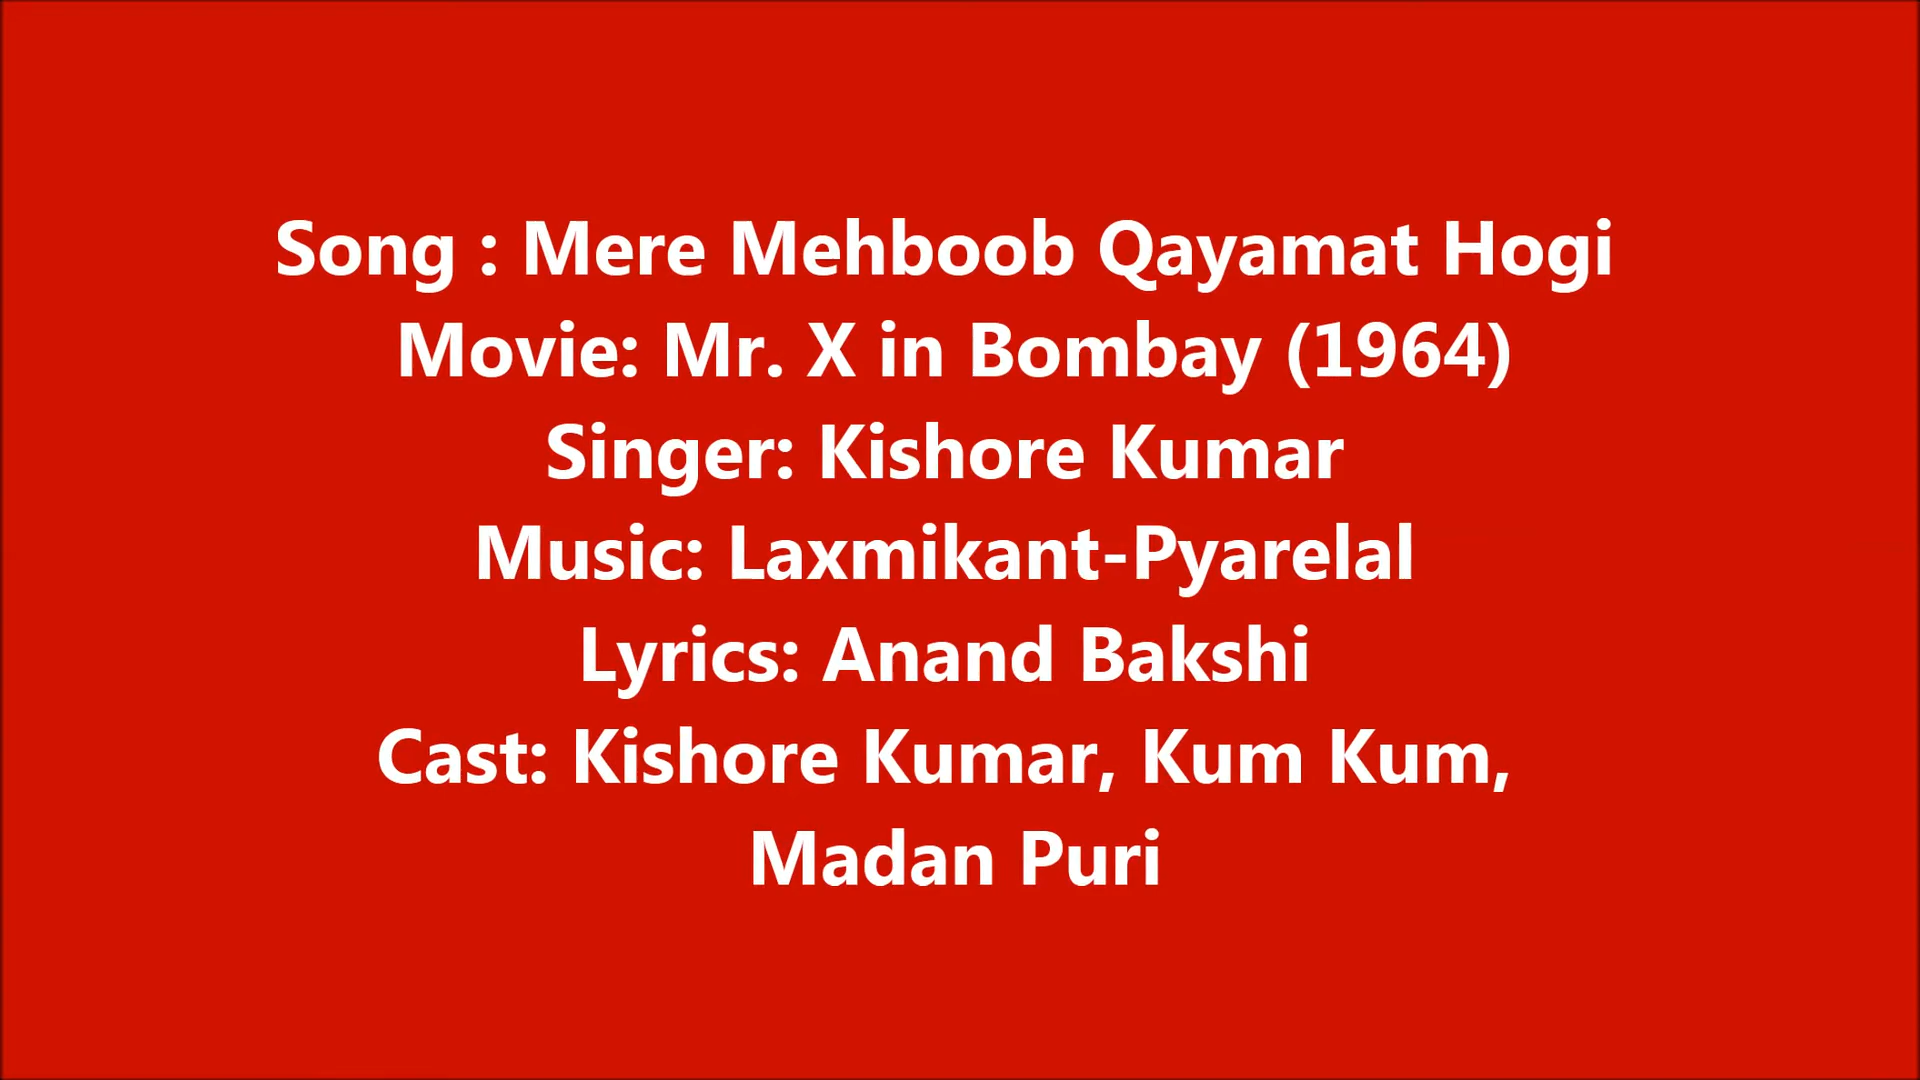 Song : Mere Mehboob Qayamat Hogi
Movie: Mr. X in Bombay (1964)
Singer: Kishore Kumar
Music: Laxmikant-Pyarelal
Lyrics: Anand Bakshi
Cast: Kishore Kumar, Kum Kum,
Madan Puri